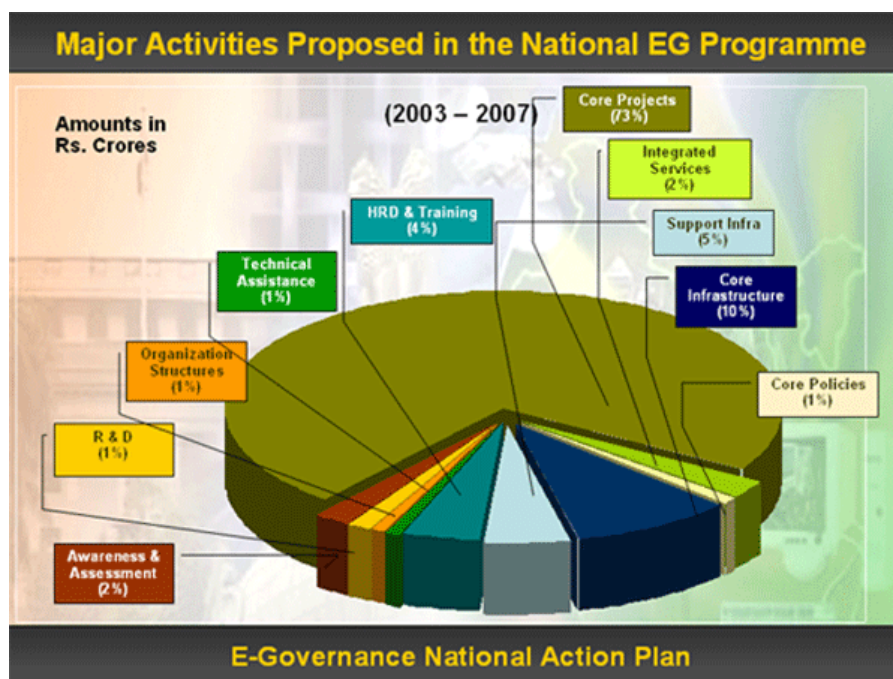 Major Activities Proposed in the National EG Programme
Amounts in
Rs. Crores
(2003 – 2007)
Core Projects
(73%)
Integrated
Services
(2%)
HRD & Training
(4%)
Support Infra
(5%)
Technical
Assistance
(1%)
Core
Infrastructure
(10%)
Organization
Structures
(1%)
Core Policies
(1%)
R & D
(1%)
Awareness &
Assessment
(2%)
E-Governance National Action Plan